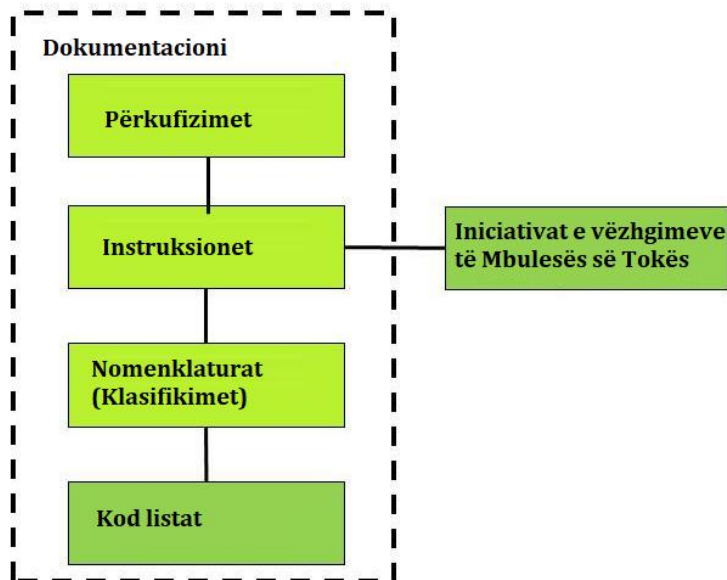 Dokumentacioni
Përkufizimet
Instruksionet
Iniciativat e vëzhgimeve
të Mbulesës së Tokës
Nomenklaturat
(Klasifikimet)
Kod listat